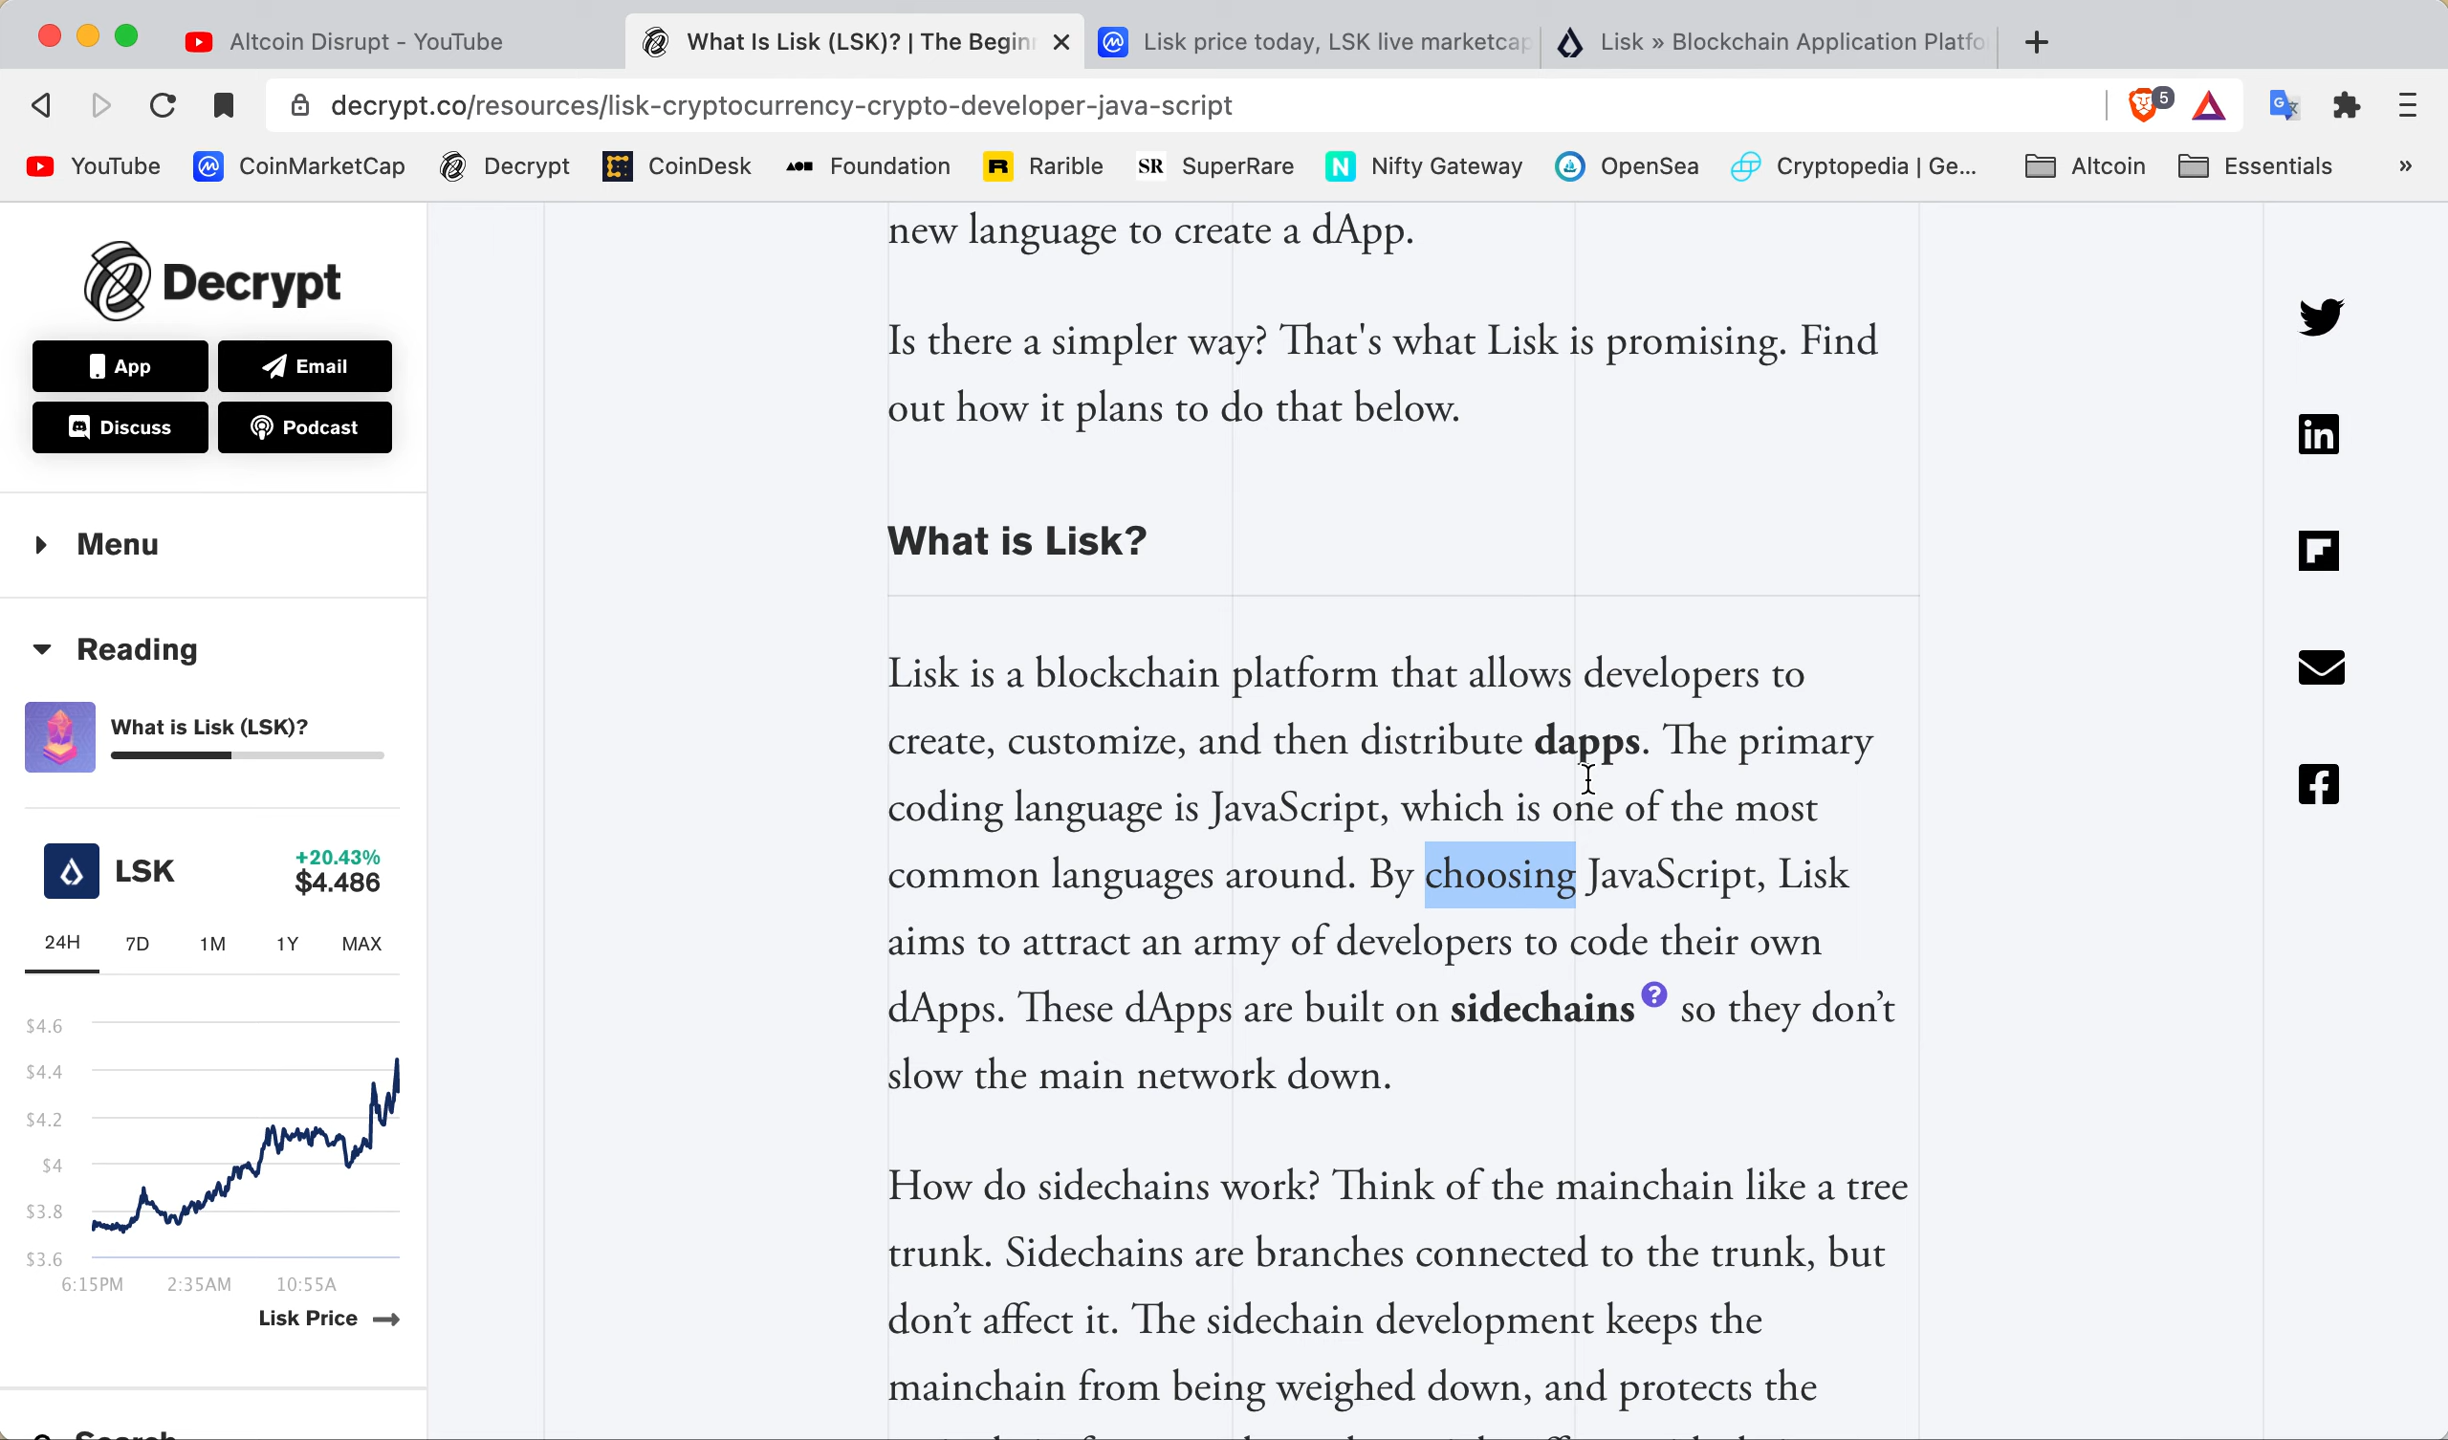 Altcoin Disrupt - YouTube
What Is Lisk (LSK)? | The Begin
Lisk price today, LSK live marketcap
Lisk » Blockchain Application Platfo
decrypt.co/resources/lisk-cryptocurrency-crypto-developer-java-script
5
YouTube
CoinMarketCap
Decrypt
CoinDesk
Foundation
Rarible
SR SuperRare
Nifty Gateway
OpenSea
Cryptopedia | Ge...
Altcoin
Essentials
»
Decrypt
App
Email
Discuss
Podcast
Menu
Reading
What is Lisk (LSK)?
LSK
+20.43%
$4.486
24H 7D 1M 1Y MAX
$4.6
$4.4
$4.2
$4
$3.8
$3.6
6:15PM 2:35AM 10:55A
Lisk Price
Search
new language to create a dApp.
Is there a simpler way? That's what Lisk is promising. Find
out how it plans to do that below.
What is Lisk?
Lisk is a blockchain platform that allows developers to
create, customize, and then distribute dapps. The primary
coding language is JavaScript, which is one of the most
common languages around. By choosing JavaScript, Lisk
aims to attract an army of developers to code their own
dApps. These dApps are built on sidechains ? so they don’t
slow the main network down.
How do sidechains work? Think of the mainchain like a tree
trunk. Sidechains are branches connected to the trunk, but
don’t affect it. The sidechain development keeps the
mainchain from being weighed down, and protects the